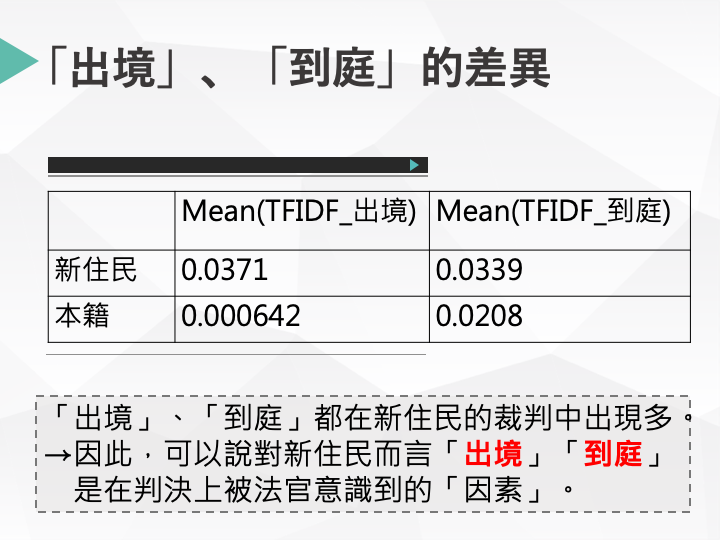 「出境」、「到庭」的差異
Mean(TFIDF_出境) Mean(TFIDF_到庭)
新住民 0.0371 0.0339
本籍 0.000642 0.0208
「出境」、「到庭」都在新住民的裁判中出現多。
→因此，可以說對新住民而言「出境」「到庭」
是在判決上被法官意識到的「因素」。